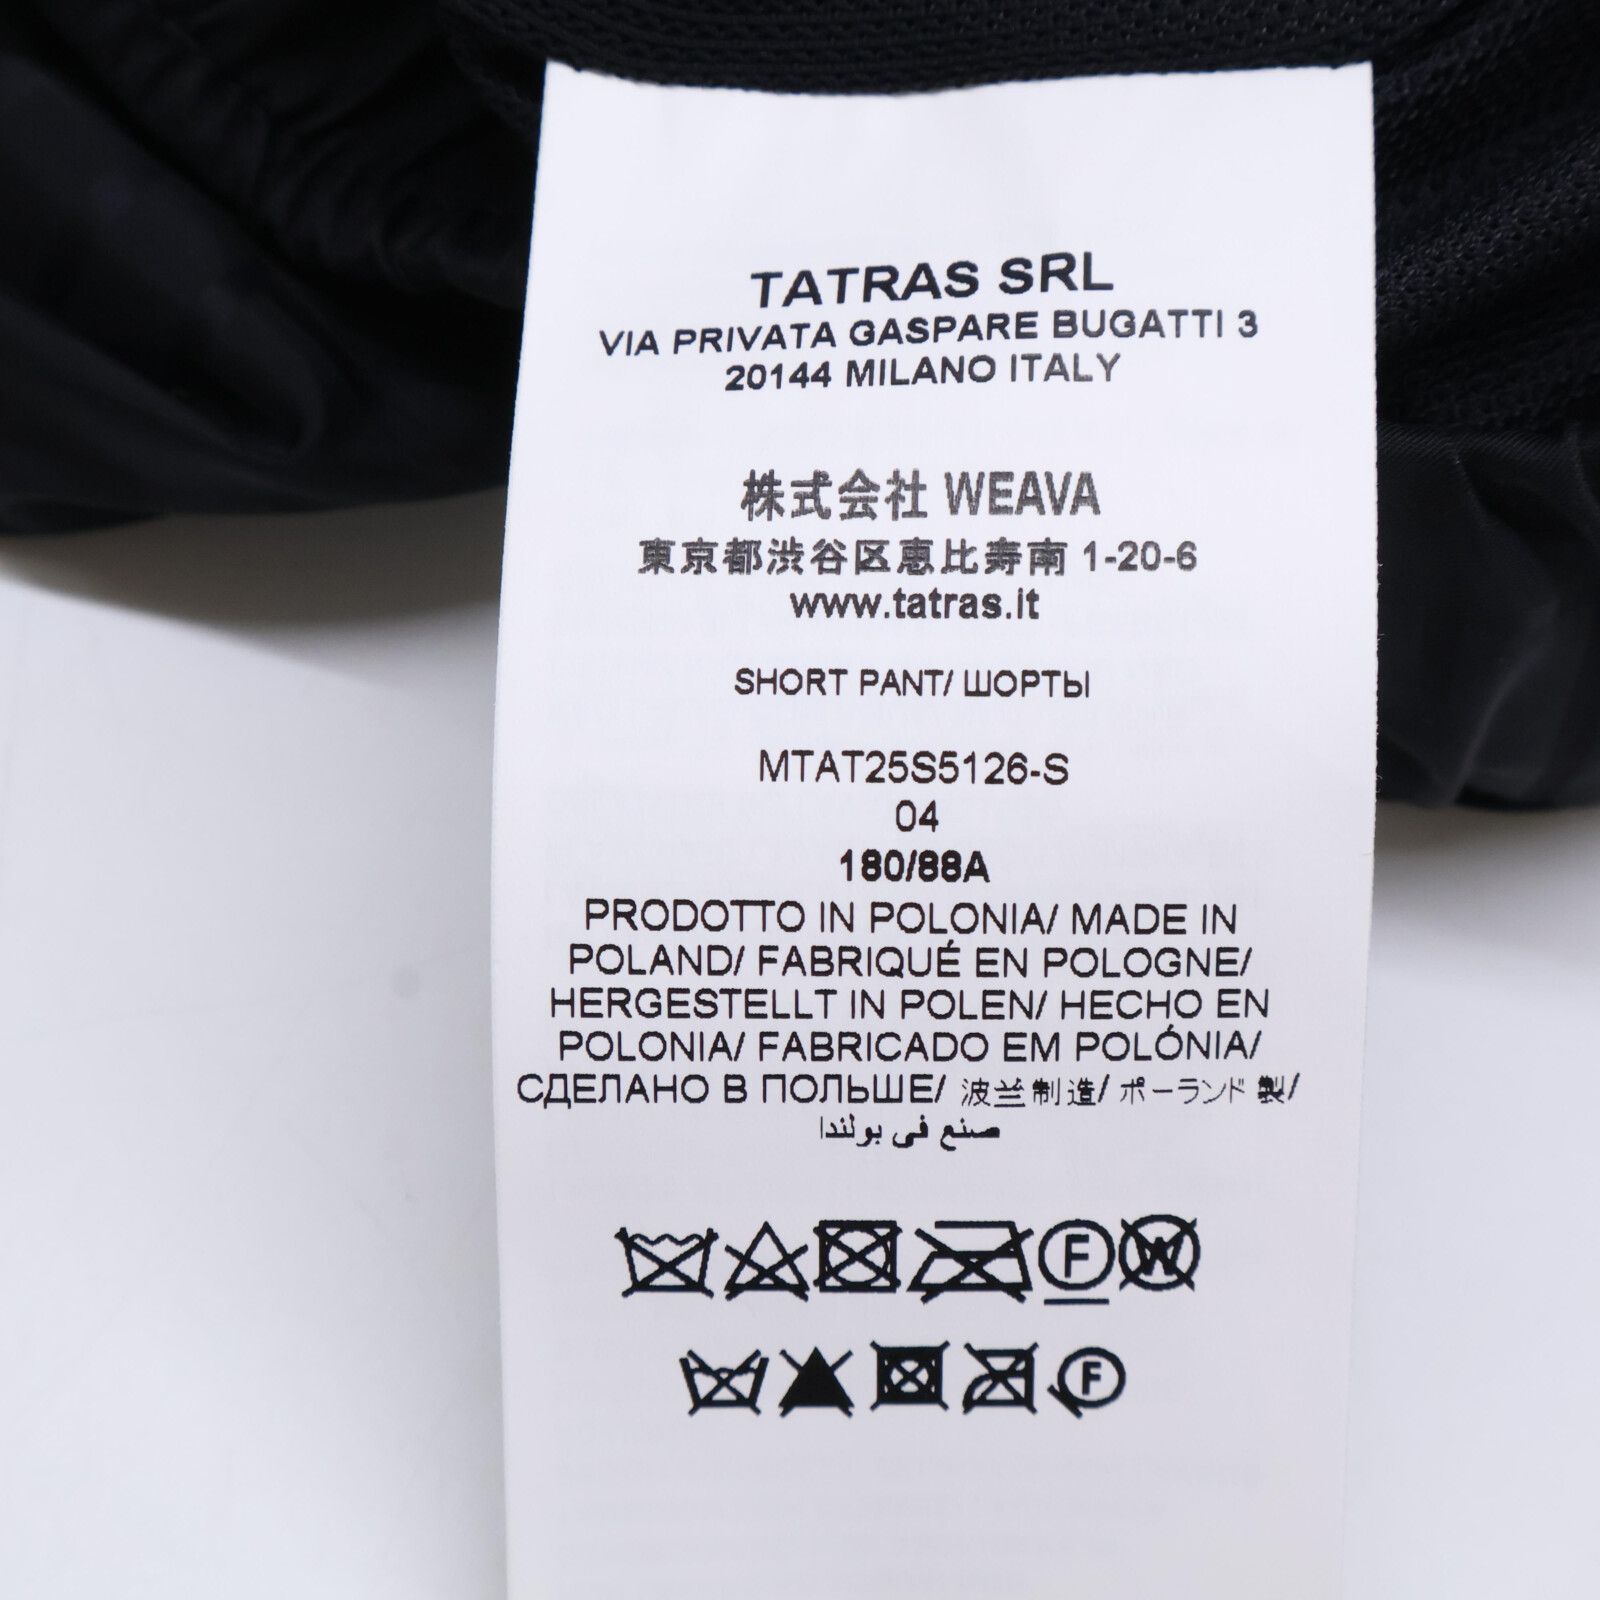 TATRAS SRL
VIA PRIVATA GASPARE BUGATTI 3
20144 MILANO ITALY
株式会社 WEAVA
東京都渋谷区恵比寿南 1-20-6
www.tatras.it
SHORT PANT/ ШОРТЫ
MTAT25S5126-S
04
180/88A
PRODOTTO IN POLONIA/ MADE IN
POLAND/ FABRIQUÉ EN POLOGNE/
HERGESTELLT IN POLEN/ HECHO EN
POLONIA/ FABRICADO EM POLÓNIA/
СДЕЛАНО В ПОЛЬШЕ/ 波兰制造/ ポーランド 製/
صنع في بولندا
F W
F